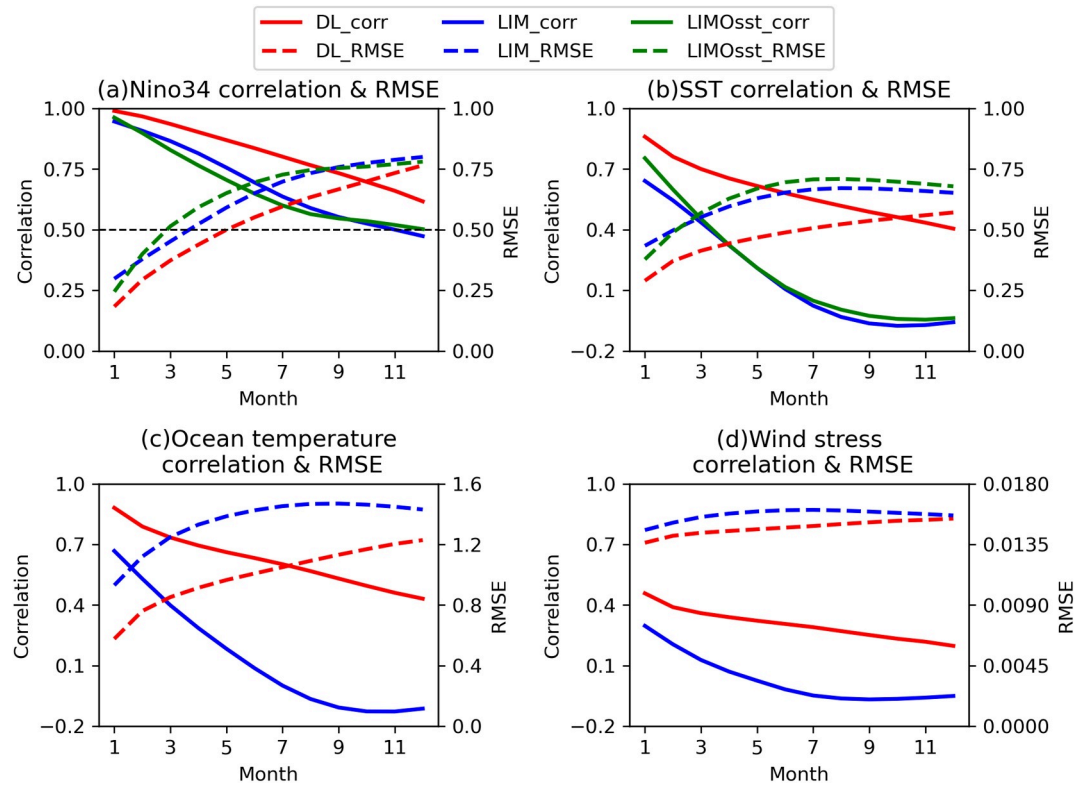 DL_corr LIM_corr LIMOsst_corr
DL_RMSE LIM_RMSE LIMOsst_RMSE
(a)Nino34 correlation & RMSE
1.00
0.75
0.50
0.25
0.00
Correlation
1.00
0.75
0.50
0.25
0.00
RMSE
1 3 5 7 9 11
Month
(b)SST correlation & RMSE
1.0
0.7
0.4
0.1
−0.2
Correlation
1.00
0.75
0.50
0.25
0.00
RMSE
1 3 5 7 9 11
Month
(c)Ocean temperature
correlation & RMSE
1.0
0.7
0.4
0.1
−0.2
Correlation
1.6
1.2
0.8
0.4
0.0
RMSE
1 3 5 7 9 11
Month
(d)Wind stress
correlation & RMSE
1.0
0.7
0.4
0.1
−0.2
Correlation
0.0180
0.0135
0.0090
0.0045
0.0000
RMSE
1 3 5 7 9 11
Month